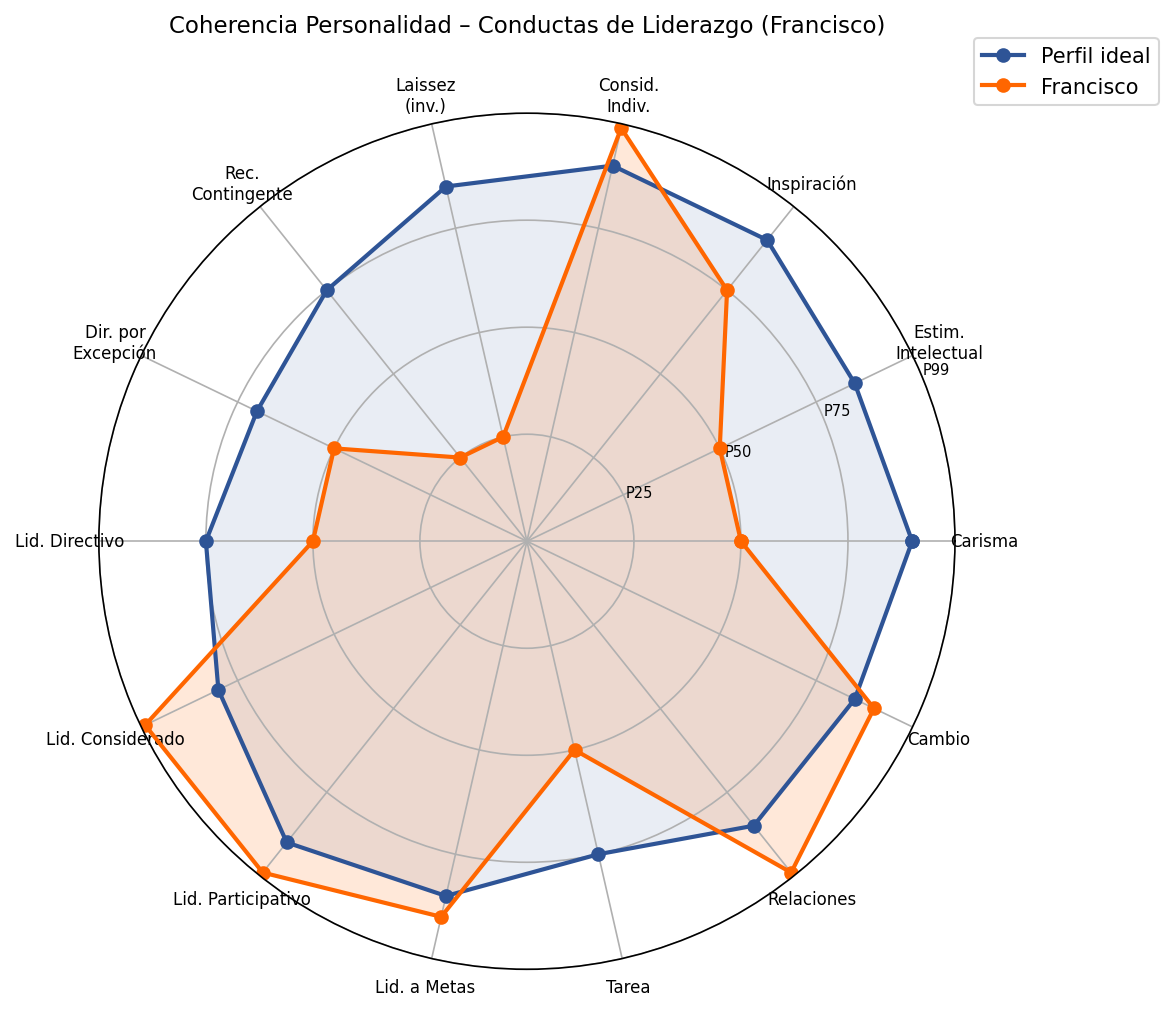 Coherencia Personalidad – Conductas de Liderazgo (Francisco)
Perfil ideal
Francisco
Laissez
(inv.)
Consid.
Indiv.
Rec.
Contingente
Inspiración
Dir. por
Excepción
Estim.
Intelectual
P99
P75
P50
P25
Lid. Directivo
Carisma
Lid. Considerado
Cambio
Lid. Participativo
Relaciones
Lid. a Metas
Tarea